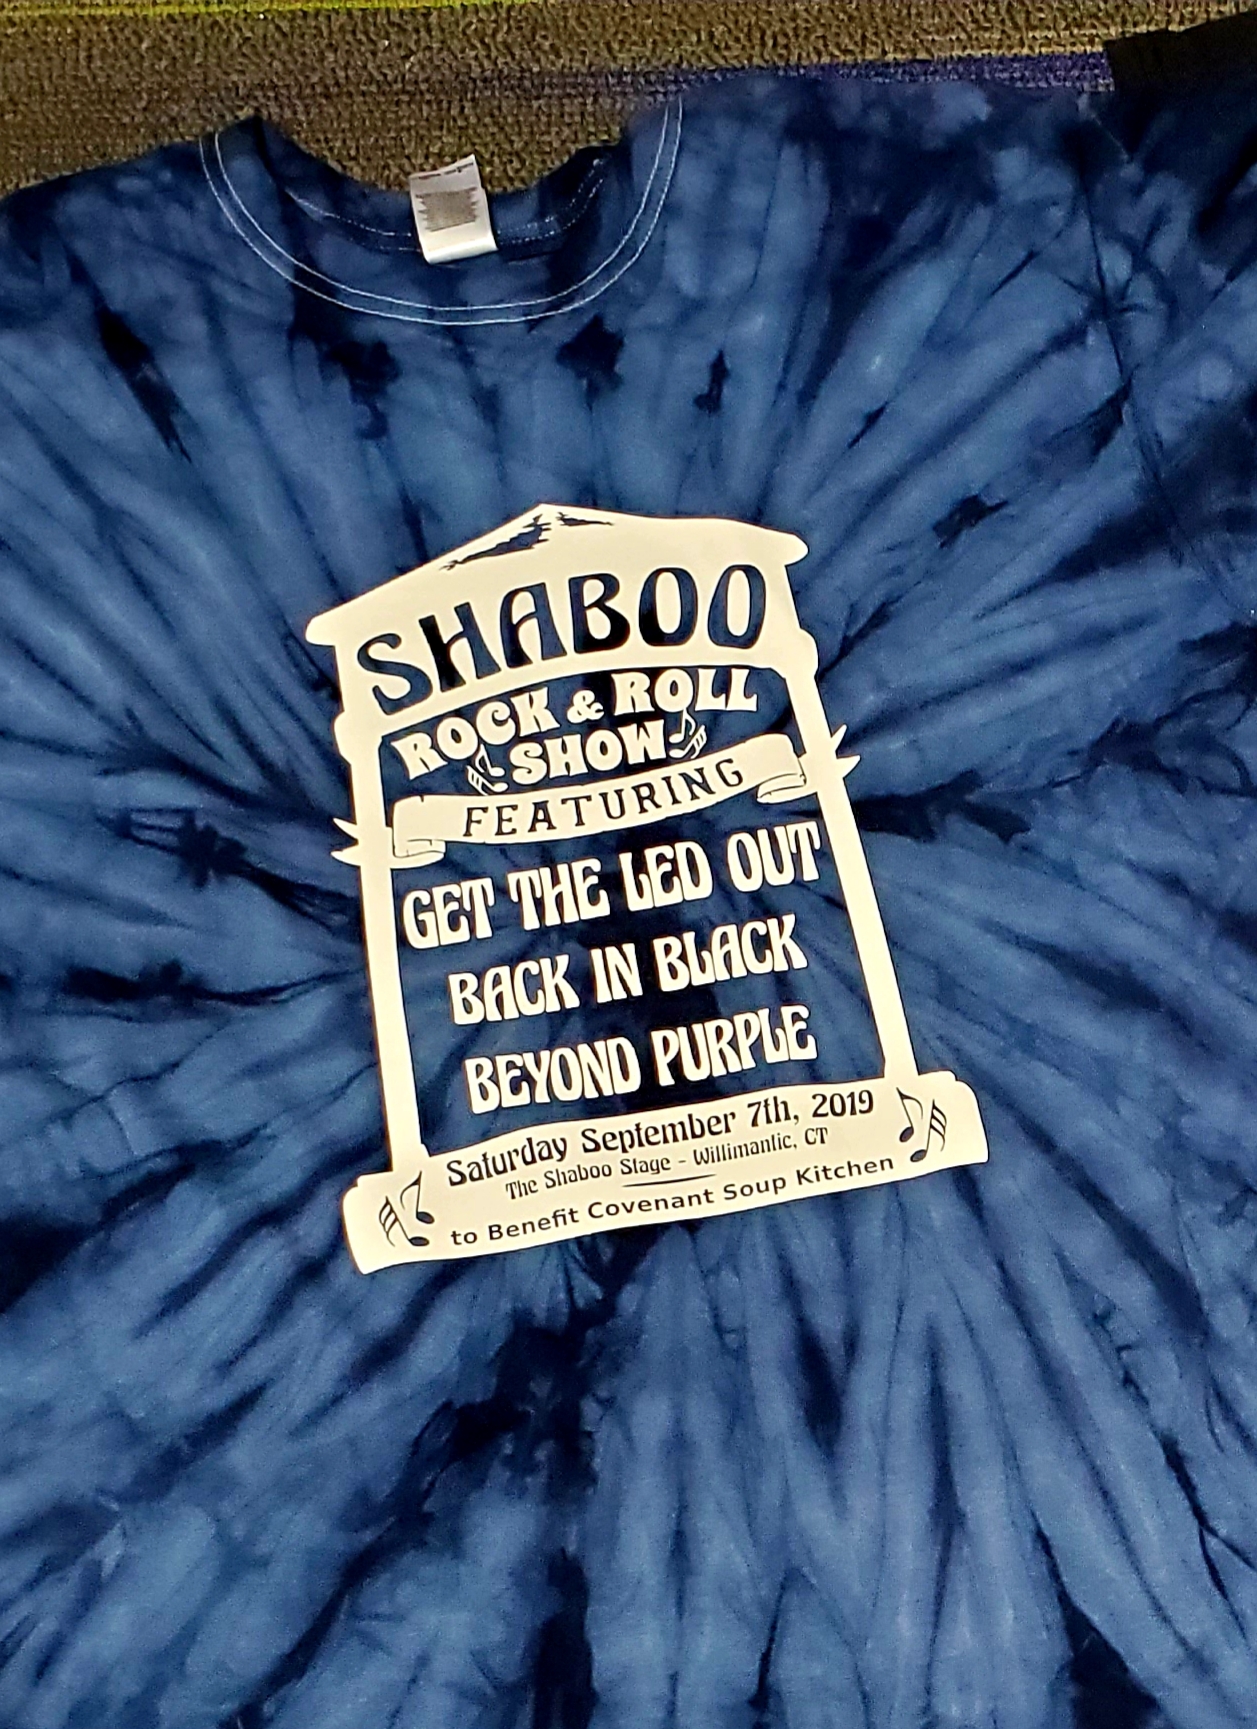 SHABOO
ROCK & ROLL
SHOW
FEATURING
GET THE LED OUT
BACK IN BLACK
BEYOND PURPLE
Saturday September 7th, 2019
The Shaboo Stage - Willimantic, CT
to Benefit Covenant Soup Kitchen